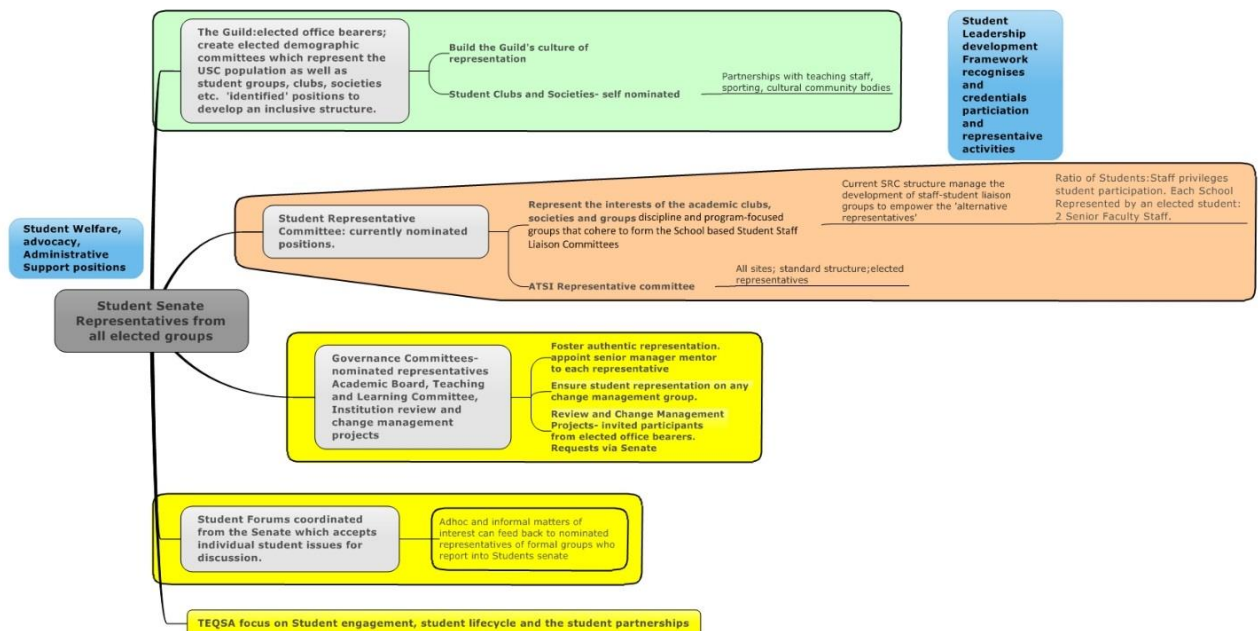 The Guild:elected office bearers;
create elected demographic
committees which represent the
USC population as well as
student groups, clubs, societies
etc.  'identified' positions to
develop an inclusive structure.
Build the Guild's culture of
representation
Student Clubs and Societies- self nominated
Partnerships with teaching staff,
sporting, cultural community bodies
Student
Leadership
development
Framework
recognises
and
credentials
particiation
and
representaive
activities
Student Welfare,
advocacy,
Administrative
Support positions
Student Senate
Representatives from
all elected groups
Student Representative
Committee: currently nominated
positions.
Represent the interests of the academic clubs,
societies and groups discipline and program-focused
groups that cohere to form the School based Student Staff
Liaison Committees
Current SRC structure manage the
development of staff-student liaison
groups to empower the 'alternative
representatives'
Ratio of Students:Staff privileges
student participation. Each School
Represented by an elected student:
2 Senior Faculty Staff.
ATSI Representative committee
All sites; standard structure;elected
representatives
Governance Committees-
nominated representatives
Academic Board, Teaching
and Learning Committee,
Institution review and
change management
projects
Foster authentic representation.
appoint senior manager mentor
to each representative
Ensure student representation on any
change management group.
Review and Change Management
Projects- invited participants
from elected office bearers.
Requests via Senate
Student Forums coordinated
from the Senate which accepts
individual student issues for
discussion.
Adhoc and informal matters of
interest can feed back to nominated
representatives of formal groups who
report into Students senate
TEQSA focus on Student engagement, student lifecycle and the student partnerships